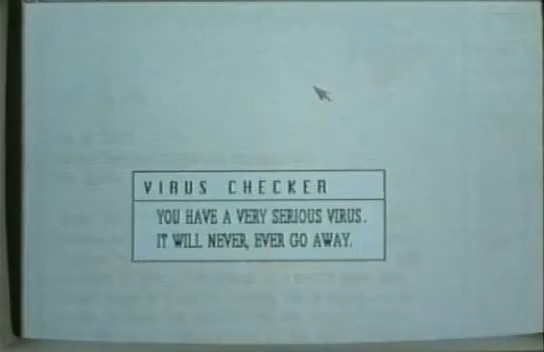 VIRUS CHECKER
YOU HAVE A VERY SERIOUS VIRUS.
IT WILL NEVER, EVER GO AWAY.